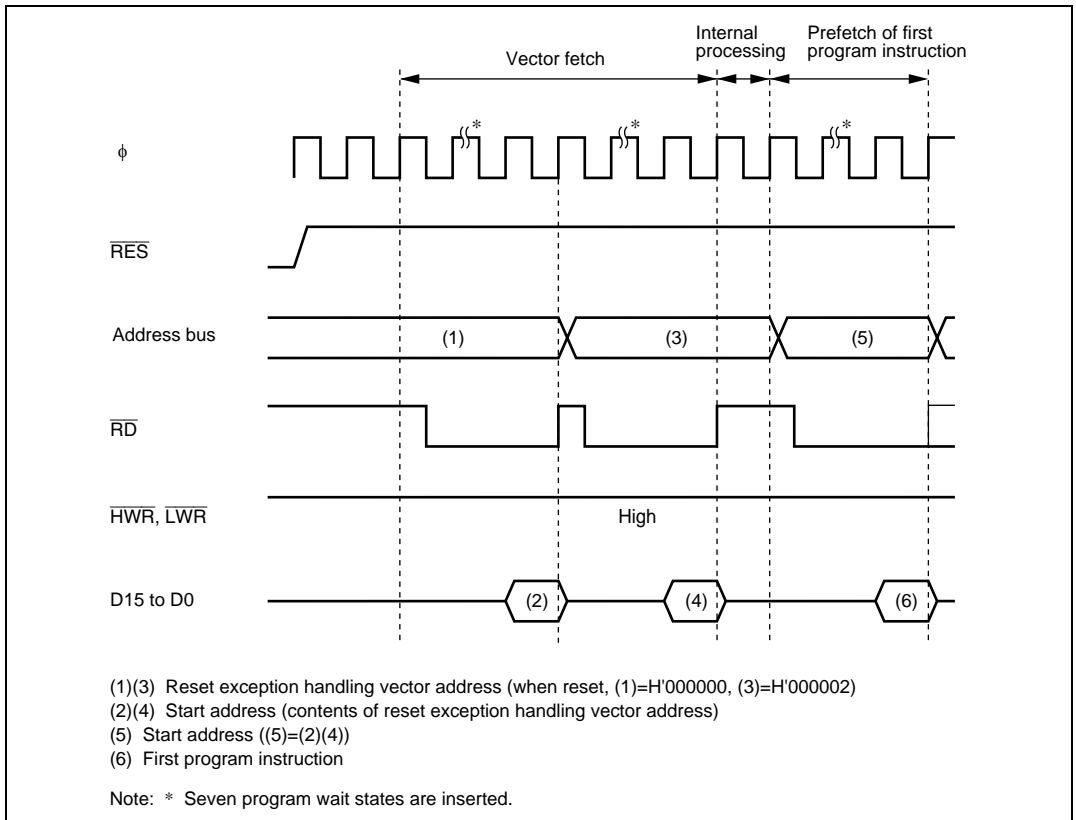 Vector fetch
Internal
processing
Prefetch of first
program instruction
ϕ
*
*
*
RES
Address bus
(1)
(3)
(5)
RD
HWR, LWR
High
D15 to D0
(2)
(4)
(6)
(1)(3) Reset exception handling vector address (when reset, (1)=H'000000, (3)=H'000002)
(2)(4) Start address (contents of reset exception handling vector address)
(5) Start address ((5)=(2)(4))
(6) First program instruction
Note: * Seven program wait states are inserted.